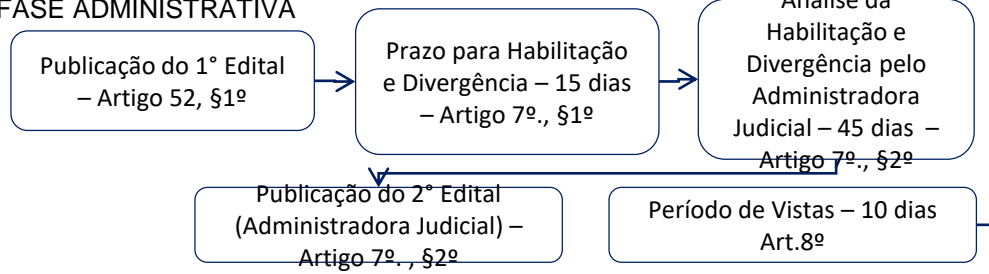 FASE ADMINISTRATIVA
Publicação do 1° Edital
– Artigo 52, §1º
Prazo para Habilitação
e Divergência – 15 dias
– Artigo 7º., §1º
Análise da
Habilitação e
Divergência pelo
Administradora
Judicial – 45 dias –
Artigo 7º., §2º
Publicação do 2° Edital
(Administradora Judicial) –
Artigo 7º. , §2º
Período de Vistas – 10 dias
Art.8º